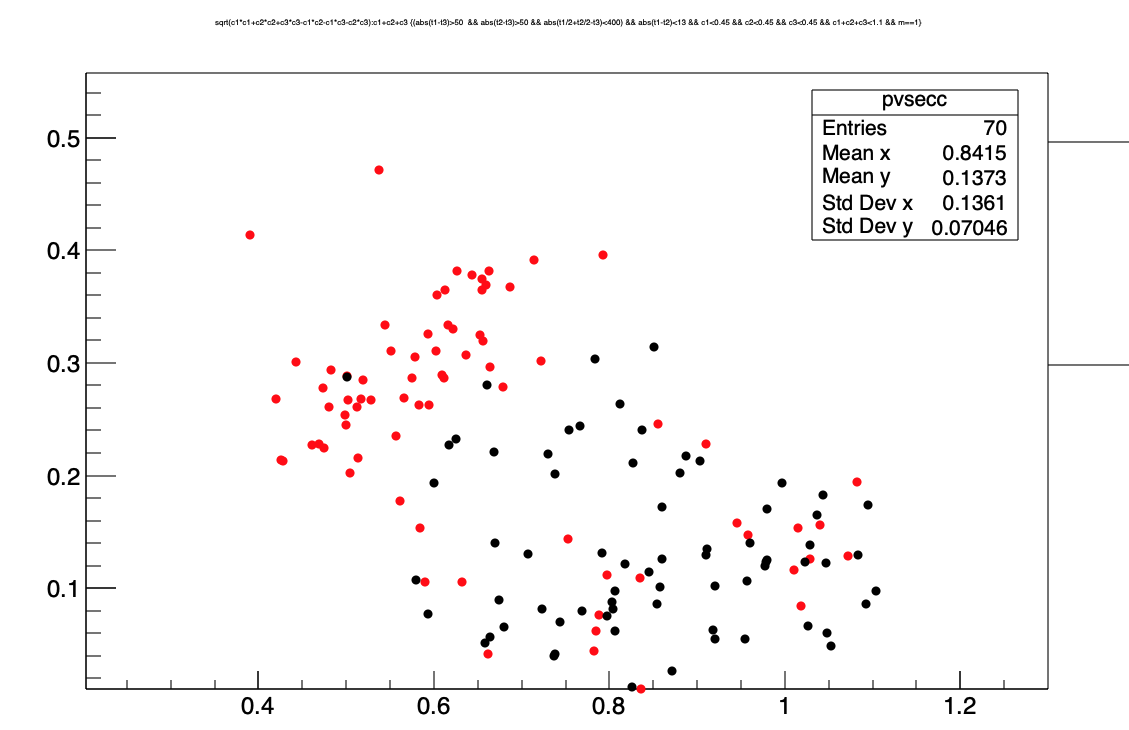 sqrt(c1*c1+c2*c2+c3*c3-c1*c2-c1*c3-c2*c3):c1+c2+c3 {(abs(t1-t3)>50 && abs(t2-t3)>50 && abs(t1/2+t2/2-t3)<400) && abs(t1-t2)<13 && c1<0.45 && c2<0.45 && c3<0.45 && c1+c2+c3<1.1 && m==1}
pvsecc
Entries 70
Mean x 0.8415
Mean y 0.1373
Std Dev x 0.1361
Std Dev y 0.07046
0.5
0.4
0.3
0.2
0.1
0.4 0.6 0.8 1 1.2